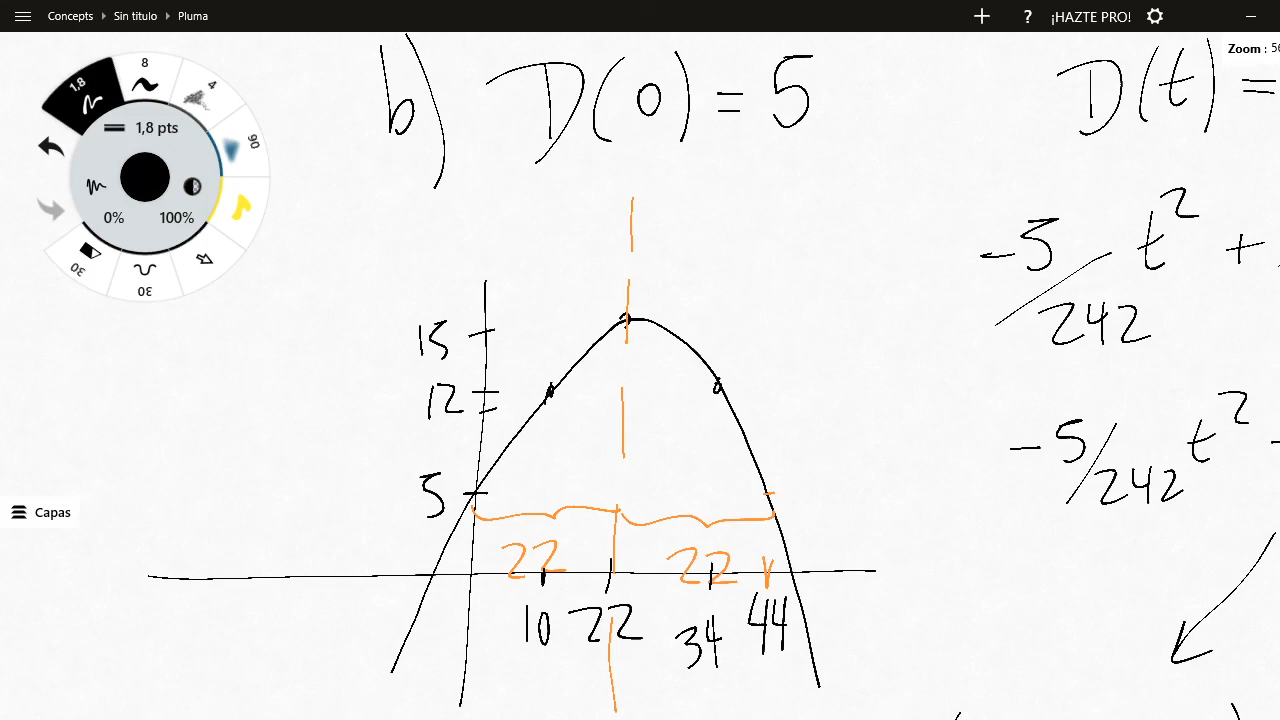 Concepts › Sin título › Pluma
? ¡HAZTE PRO!
Zoom : 56
1,8
8
4
90
1,8 pts
0% 100%
30
30
Capas
b) D(0) = 5
D(t) =
-5/242 t² +
-5/242 t²
15
12
5
22 22
10 22 34 44